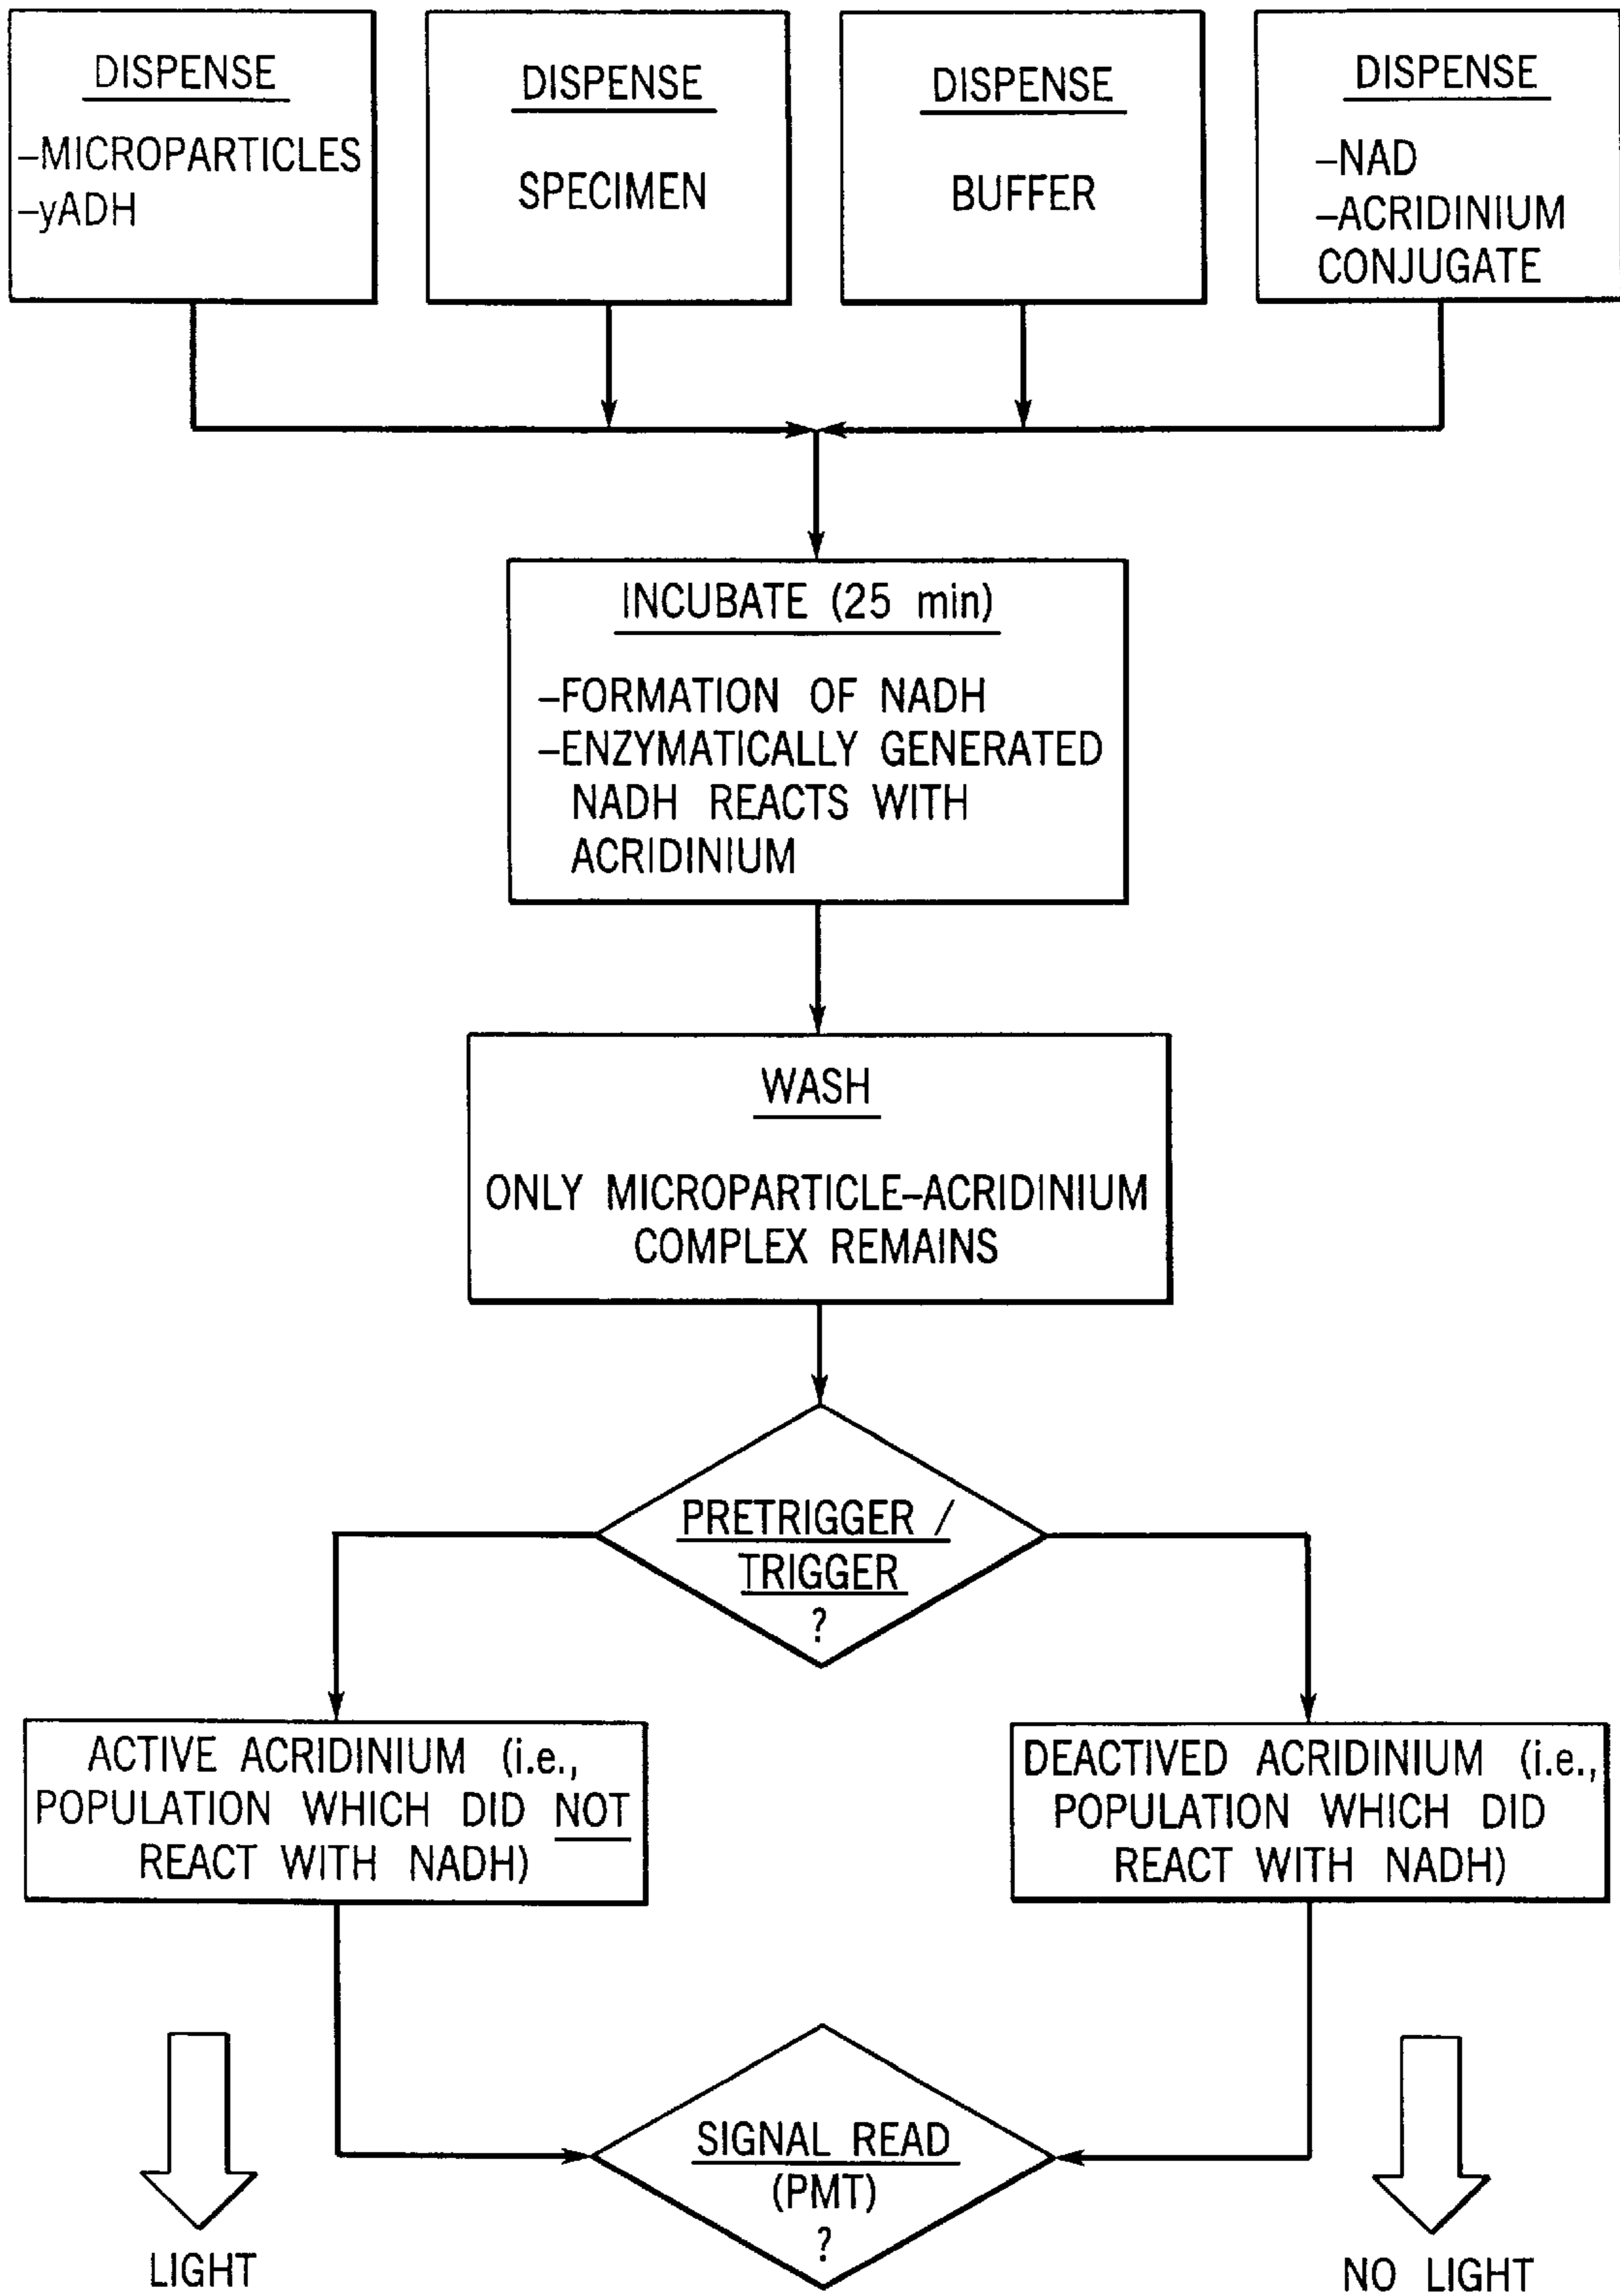 DISPENSE
–MICROPARTICLES
–yADH
DISPENSE
SPECIMEN
DISPENSE
BUFFER
DISPENSE
–NAD
–ACRIDINIUM
CONJUGATE
INCUBATE (25 min)
–FORMATION OF NADH
–ENZYMATICALLY GENERATED
NADH REACTS WITH
ACRIDINIUM
WASH
ONLY MICROPARTICLE–ACRIDINIUM
COMPLEX REMAINS
PRETRIGGER /
TRIGGER
?
ACTIVE ACRIDINIUM (i.e.,
POPULATION WHICH DID NOT
REACT WITH NADH)
DEACTIVED ACRIDINIUM (i.e.,
POPULATION WHICH DID
REACT WITH NADH)
SIGNAL READ
(PMT)
?
LIGHT
NO LIGHT